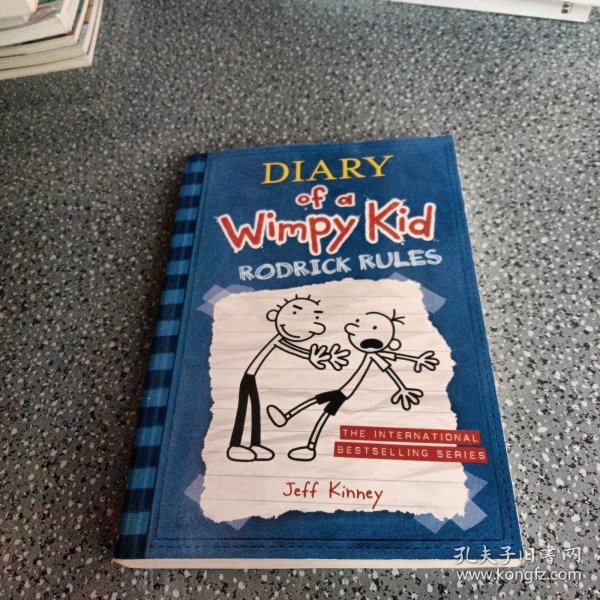 DIARY
of a
Wimpy Kid
RODRICK RULES
THE INTERNATIONAL
BESTSELLING SERIES
Jeff Kinney
孔夫子旧书网
www.kongfz.com